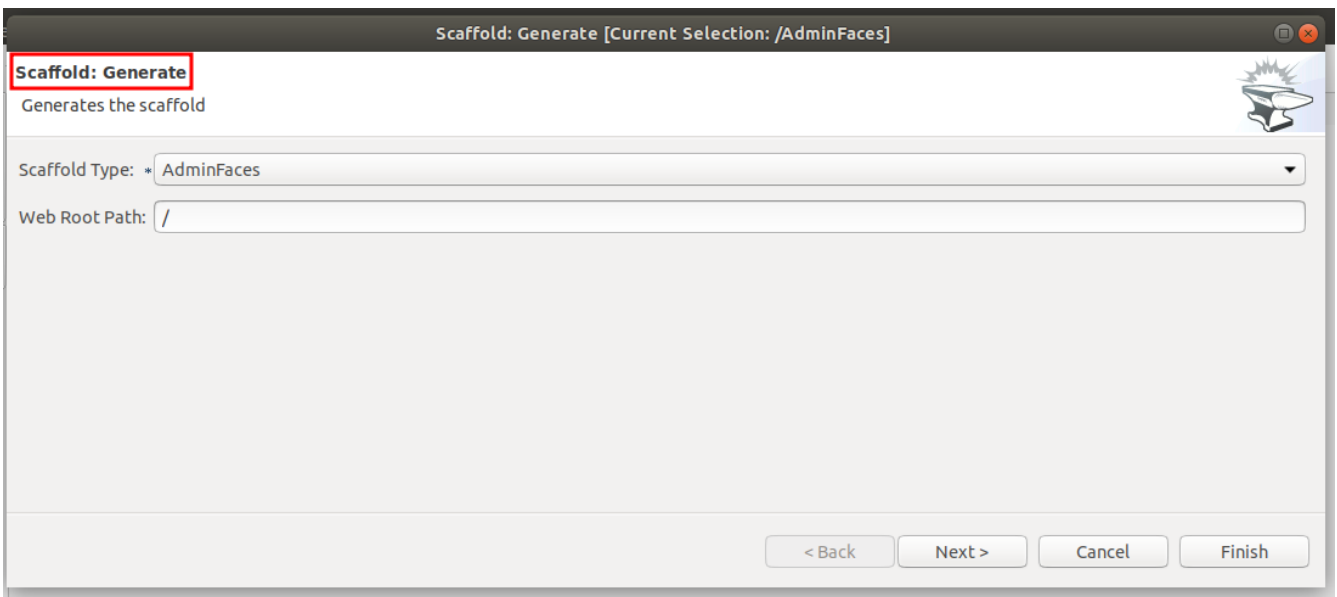 Scaffold: Generate [Current Selection: /AdminFaces]
Scaffold: Generate
Generates the scaffold
Scaffold Type: * AdminFaces
Web Root Path: /
< Back Next > Cancel Finish